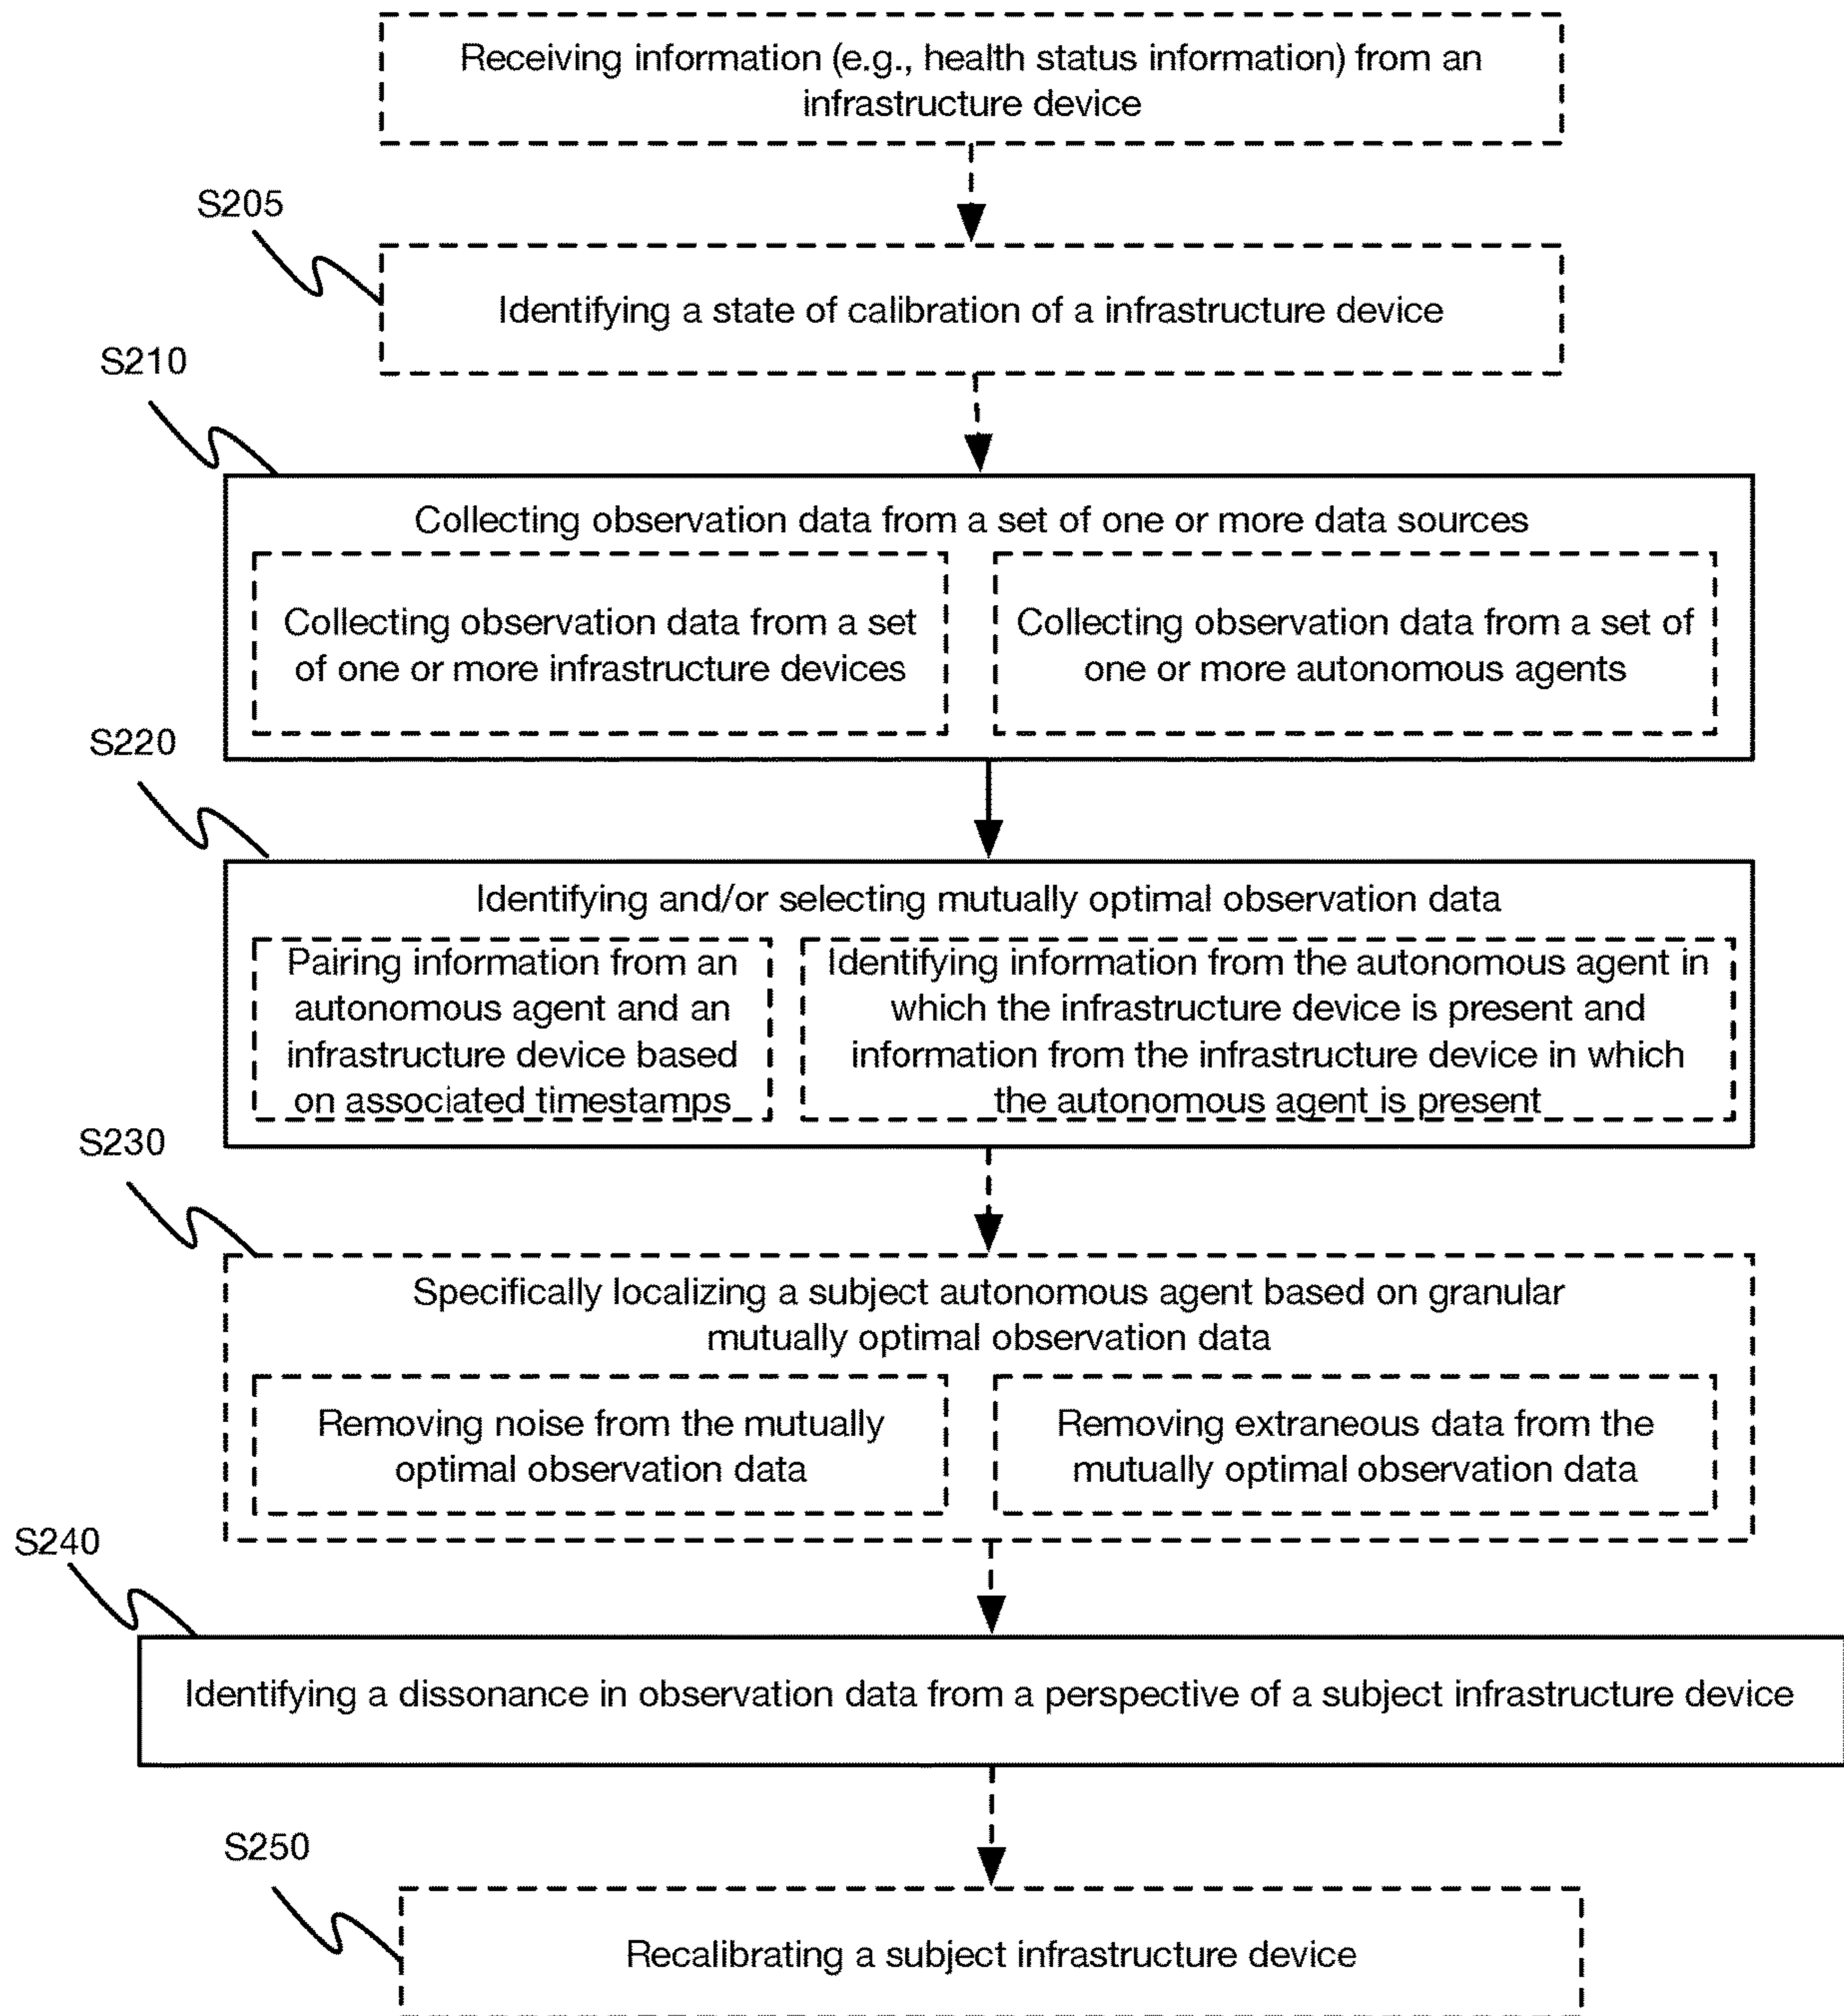 Receiving information (e.g., health status information) from an
infrastructure device
S205
Identifying a state of calibration of a infrastructure device
S210
Collecting observation data from a set of one or more data sources
Collecting observation data from a set
of one or more infrastructure devices
Collecting observation data from a set of
one or more autonomous agents
S220
Identifying and/or selecting mutually optimal observation data
Pairing information from an
autonomous agent and an
infrastructure device based
on associated timestamps
Identifying information from the autonomous agent in
which the infrastructure device is present and
information from the infrastructure device in which
the autonomous agent is present
S230
Specifically localizing a subject autonomous agent based on granular
mutually optimal observation data
Removing noise from the mutually
optimal observation data
Removing extraneous data from the
mutually optimal observation data
S240
Identifying a dissonance in observation data from a perspective of a subject infrastructure device
S250
Recalibrating a subject infrastructure device